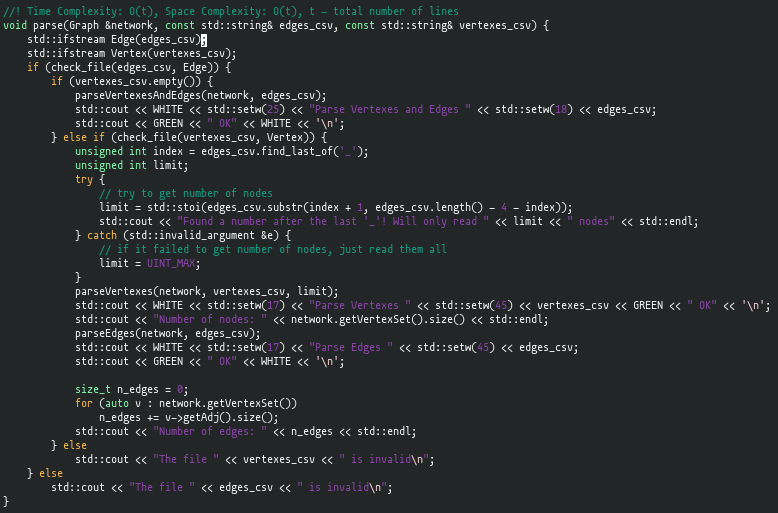 //! Time Complexity: O(t), Space Complexity: O(t), t - total number of lines
void parse(Graph &network, const std::string& edges_csv, const std::string& vertexes_csv) {
    std::ifstream Edge(edges_csv);
    std::ifstream Vertex(vertexes_csv);
    if (check_file(edges_csv, Edge)) {
        if (vertexes_csv.empty()) {
            parseVertexesAndEdges(network, edges_csv);
            std::cout << WHITE << std::setw(25) << "Parse Vertexes and Edges " << std::setw(18) << edges_csv;
            std::cout << GREEN << " OK" << WHITE << '\n';
        } else if (check_file(vertexes_csv, Vertex)) {
            unsigned int index = edges_csv.find_last_of('_');
            unsigned int limit;
            try {
                // try to get number of nodes
                limit = std::stoi(edges_csv.substr(index + 1, edges_csv.length() - 4 - index));
                std::cout << "Found a number after the last '_'! Will only read " << limit << " nodes" << std::endl;
            } catch (std::invalid_argument &e) {
                // if it failed to get number of nodes, just read them all
                limit = UINT_MAX;
            }
            parseVertexes(network, vertexes_csv, limit);
            std::cout << WHITE << std::setw(17) << "Parse Vertexes " << std::setw(45) << vertexes_csv << GREEN << " OK" << '\n';
            std::cout << "Number of nodes: " << network.getVertexSet().size() << std::endl;
            parseEdges(network, edges_csv);
            std::cout << WHITE << std::setw(17) << "Parse Edges " << std::setw(45) << edges_csv;
            std::cout << GREEN << " OK" << WHITE << '\n';

            size_t n_edges = 0;
            for (auto v : network.getVertexSet())
                n_edges += v->getAdj().size();
            std::cout << "Number of edges: " << n_edges << std::endl;
        } else
            std::cout << "The file " << vertexes_csv << " is invalid\n";
    } else
        std::cout << "The file " << edges_csv << " is invalid\n";
}